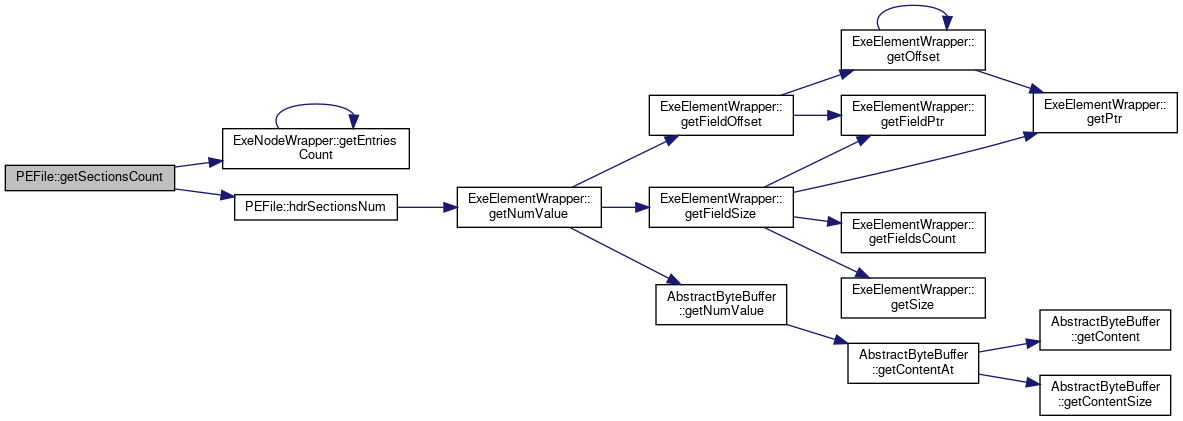 PEFile::getSectionsCount
ExeNodeWrapper::getEntries
Count
PEFile::hdrSectionsNum
ExeElementWrapper::
getNumValue
ExeElementWrapper::
getFieldOffset
ExeElementWrapper::
getFieldSize
AbstractByteBuffer
::getNumValue
ExeElementWrapper::
getOffset
ExeElementWrapper::
getFieldPtr
ExeElementWrapper::
getFieldsCount
ExeElementWrapper::
getSize
AbstractByteBuffer
::getContentAt
ExeElementWrapper::
getPtr
AbstractByteBuffer
::getContent
AbstractByteBuffer
::getContentSize